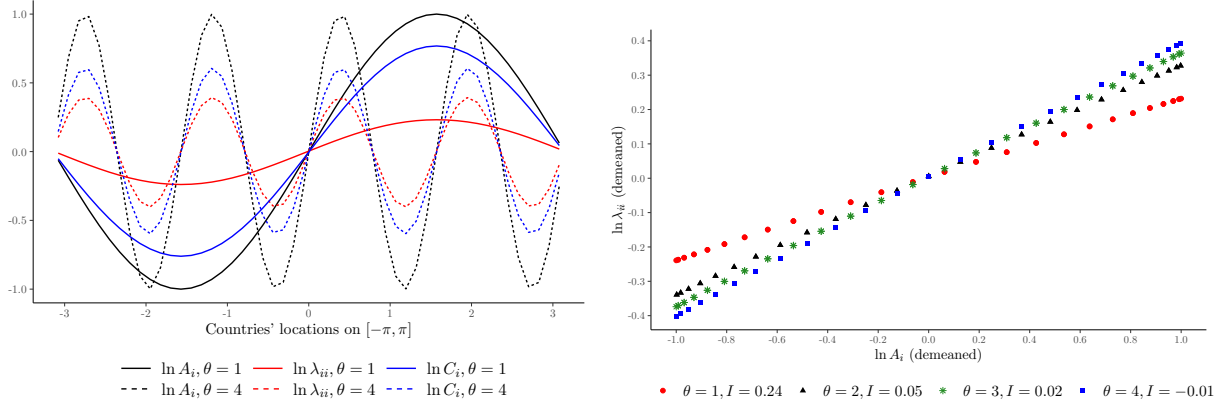 1.0
0.5
0.0
-0.5
-1.0
-3
-2
-1
0
1
2
3
Countries' locations on [−π, π]
ln A_i, θ = 1
ln λ_ii, θ = 1
ln C_i, θ = 1
ln A_i, θ = 4
ln λ_ii, θ = 4
ln C_i, θ = 4
ln λ_ii (demeaned)
0.4
0.3
0.2
0.1
0.0
-0.1
-0.2
-0.3
-0.4
-1.0
-0.8
-0.6
-0.4
-0.2
0.0
0.2
0.4
0.6
0.8
1.0
ln A_i (demeaned)
θ = 1, I = 0.24
θ = 2, I = 0.05
θ = 3, I = 0.02
θ = 4, I = −0.01